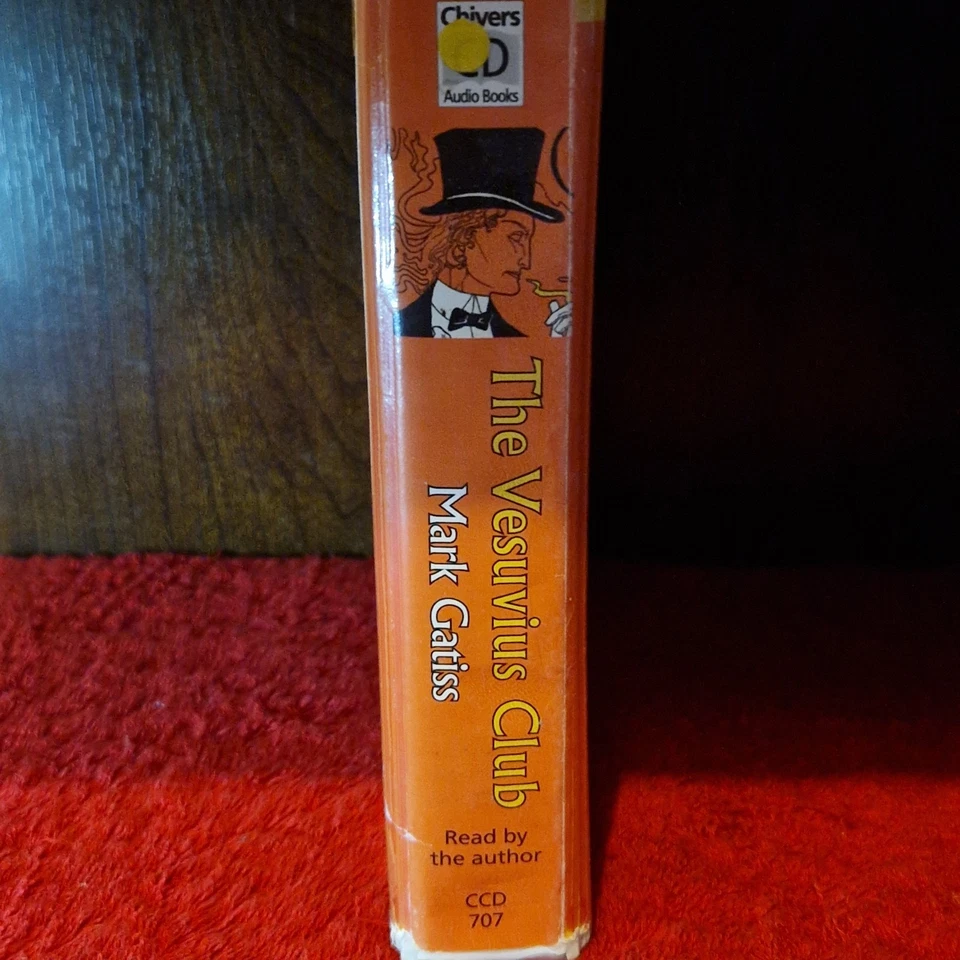 Chivers
CD
Audio Books
The Vesuvius Club
Mark Gatiss
Read by
the author
CCD
707